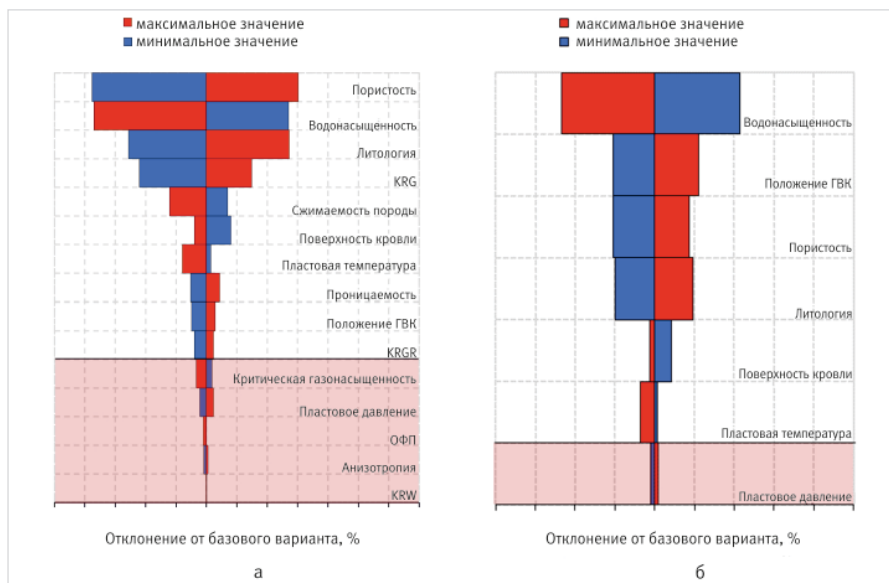 максимальное значение
минимальное значение
Пористость
Водонасыщенность
Литология
KRG
Сжимаемость породы
Поверхность кровли
Пластовая температура
Проницаемость
Положение ГВК
KRGR
Критическая газонасыщенность
Пластовое давление
ОФП
Анизотропия
KRW
Отклонение от базового варианта, %
а
максимальное значение
минимальное значение
Водонасыщенность
Положение ГВК
Пористость
Литология
Поверхность кровли
Пластовая температура
Пластовое давление
Отклонение от базового варианта, %
б